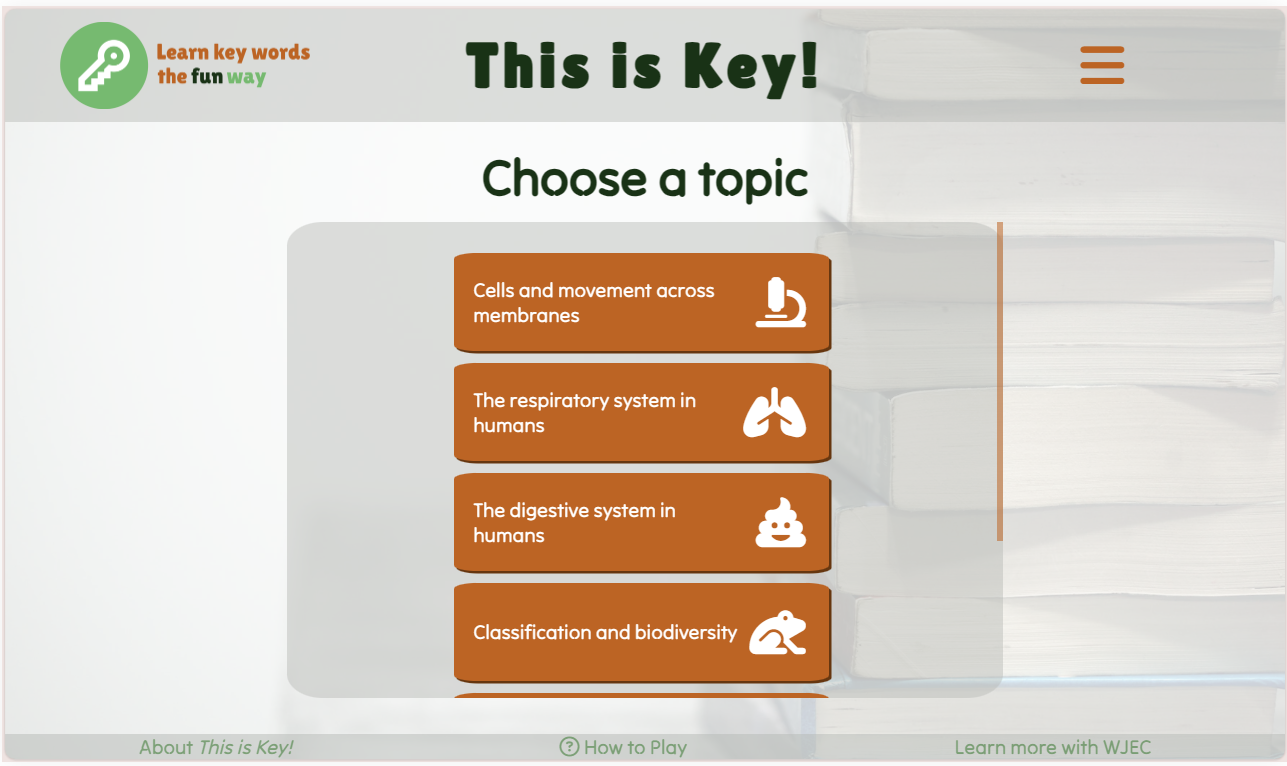 Learn key words
the fun way
This is Key!
Choose a topic
Cells and movement across
membranes
The respiratory system in
humans
The digestive system in
humans
Classification and biodiversity
About This is Key!
How to Play
Learn more with WJEC